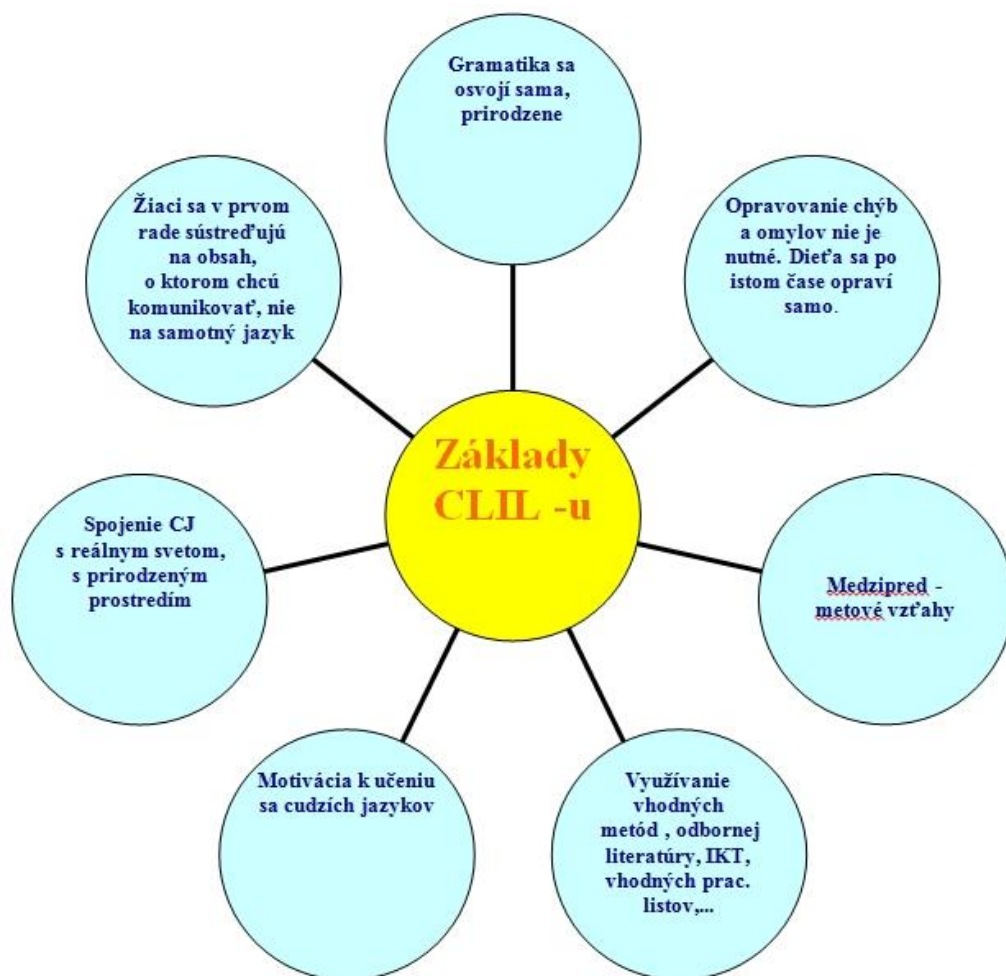 Gramatika sa
osvojí sama,
prirodzene
Žiaci sa v prvom
rade sústreďujú
na obsah,
o ktorom chcú
komunikovať, nie
na samotný jazyk
Opravovanie chýb
a omylov nie je
nutné. Dieťa sa po
istom čase opraví
samo.
Základy
CLIL -u
Spojenie CJ
s reálnym svetom,
s prirodzeným
prostredím
Medzipred -
metové vzťahy
Motivácia k učeniu
sa cudzích jazykov
Využívanie
vhodných
metód , odbornej
literatúry, IKT,
vhodných prac.
listov,...